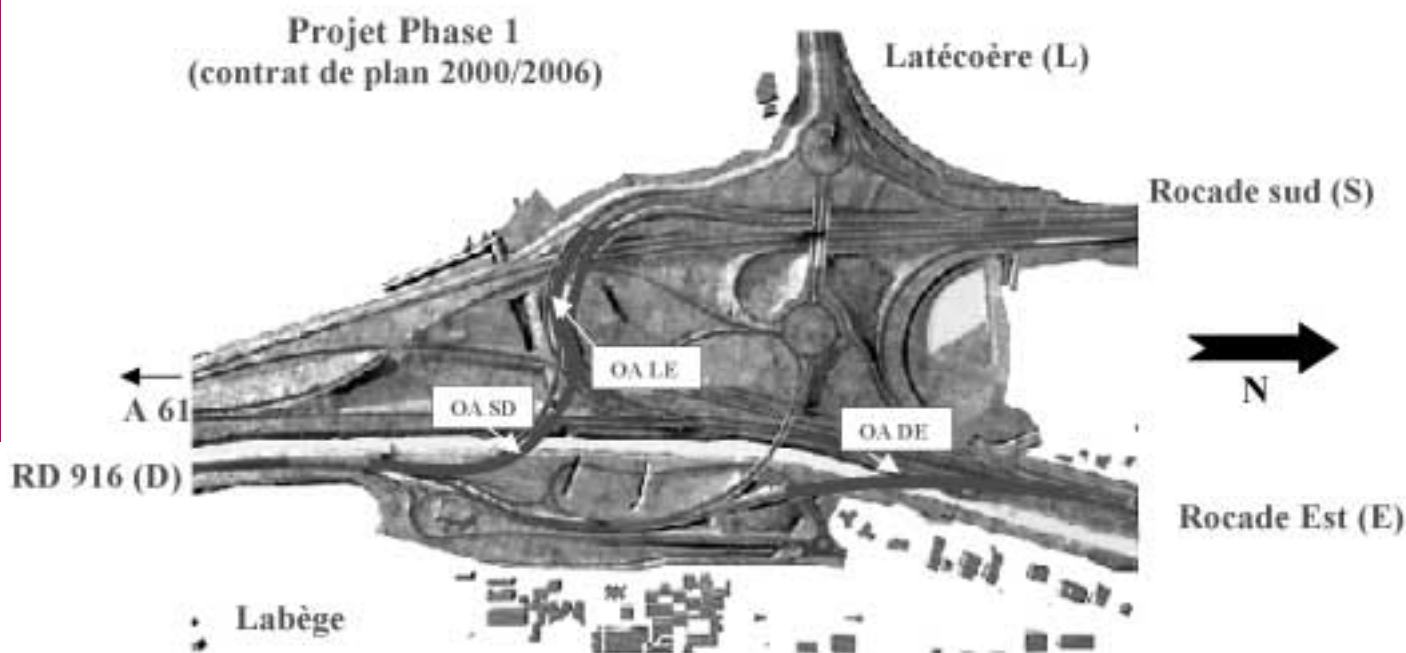 Projet Phase 1
(contrat de plan 2000/2006)
Latécoère (L)
Rocade sud (S)
OA LE
N
A 61
OA SD
OA DE
RD 916 (D)
Rocade Est (E)
Labège